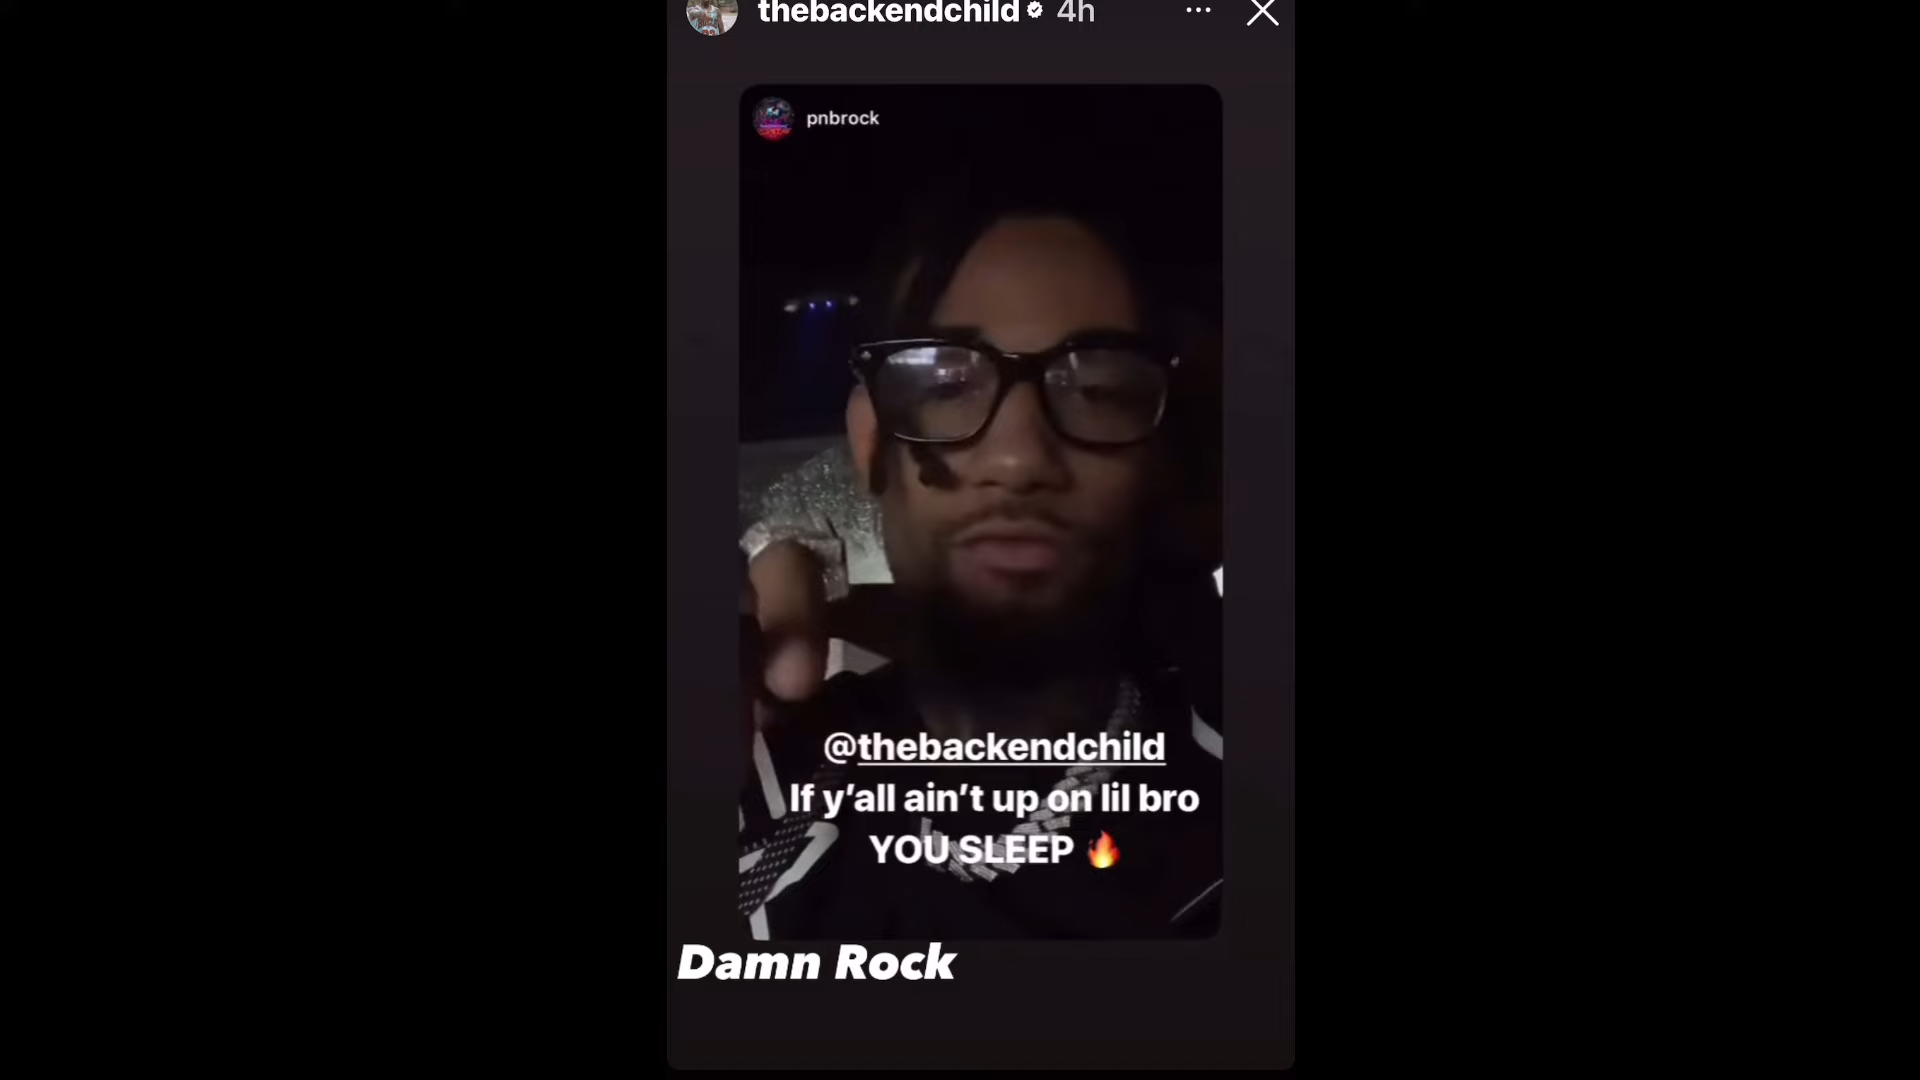 thebackendchild 4h
pnbrock
@thebackendchild
If y'all ain't up on lil bro
YOU SLEEP 🔥
Damn Rock